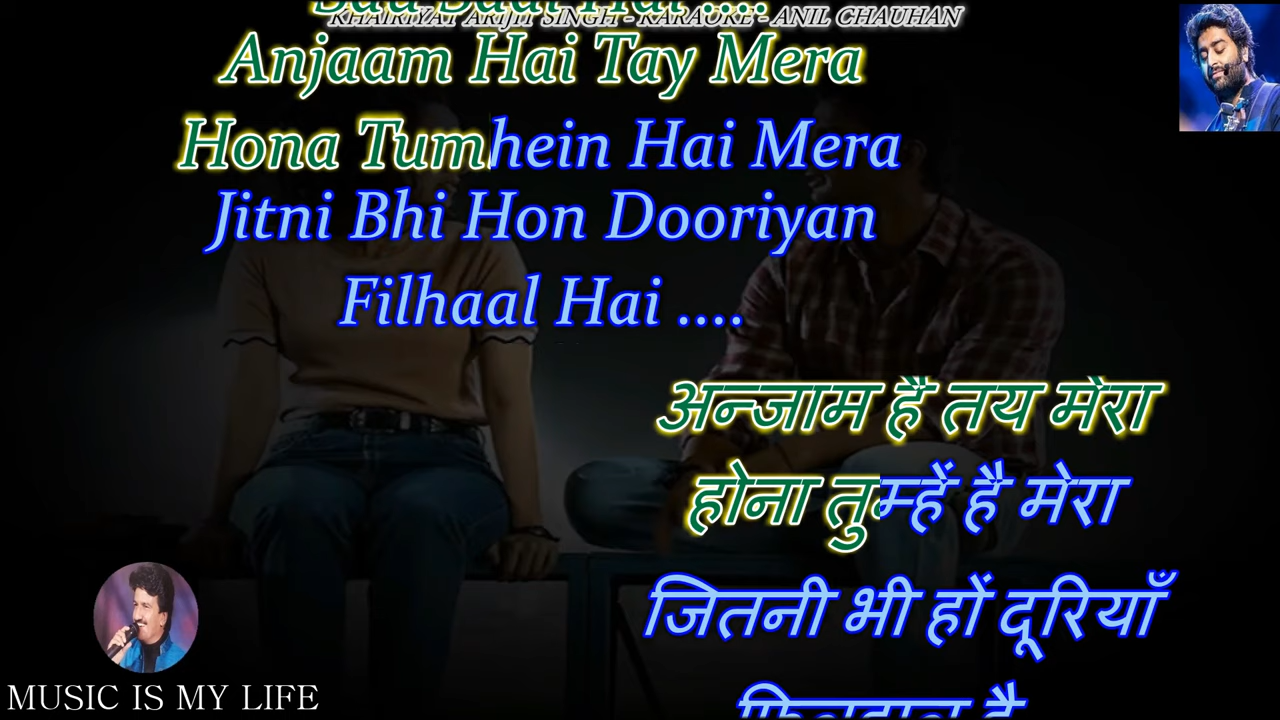 KHAIRIYAT ARIJIT SINGH - KARAOKE - ANIL CHAUHAN
Anjaam Hai Tay Mera
Hona Tumhein Hai Mera
Jitni Bhi Hon Dooriyan
Filhaal Hai ....
अन्जाम है तय मेरा
होना तुम्हें है मेरा
जितनी भी हों दूरियाँ
MUSIC IS MY LIFE